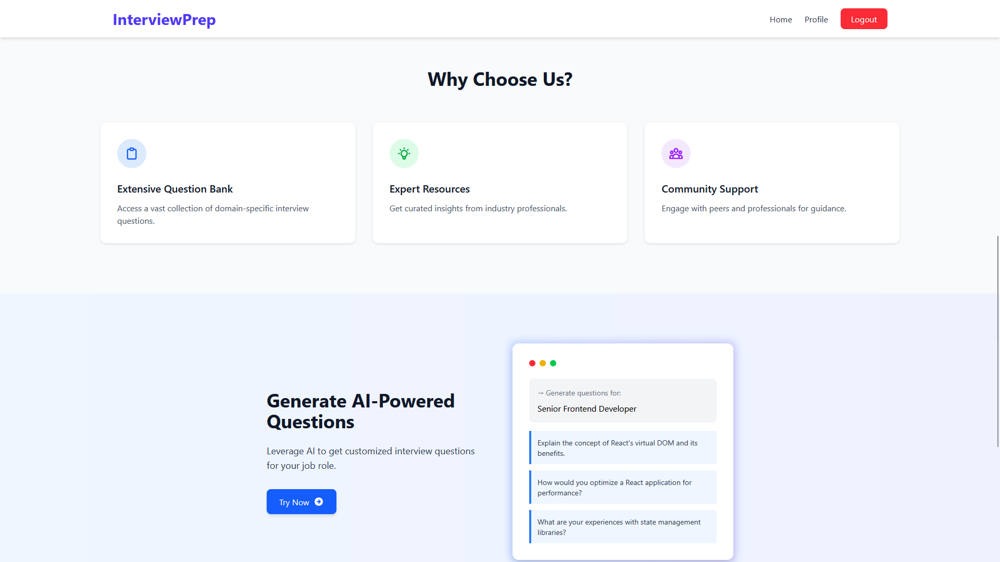 InterviewPrep
Home
Profile
Logout
Why Choose Us?
Extensive Question Bank
Access a vast collection of domain-specific interview
questions.
Expert Resources
Get curated insights from industry professionals.
Community Support
Engage with peers and professionals for guidance.
Generate AI-Powered
Questions
Leverage AI to get customized interview questions
for your job role.
Try Now
→ Generate questions for:
Senior Frontend Developer
Explain the concept of React's virtual DOM and its
benefits.
How would you optimize a React application for
performance?
What are your experiences with state management
libraries?